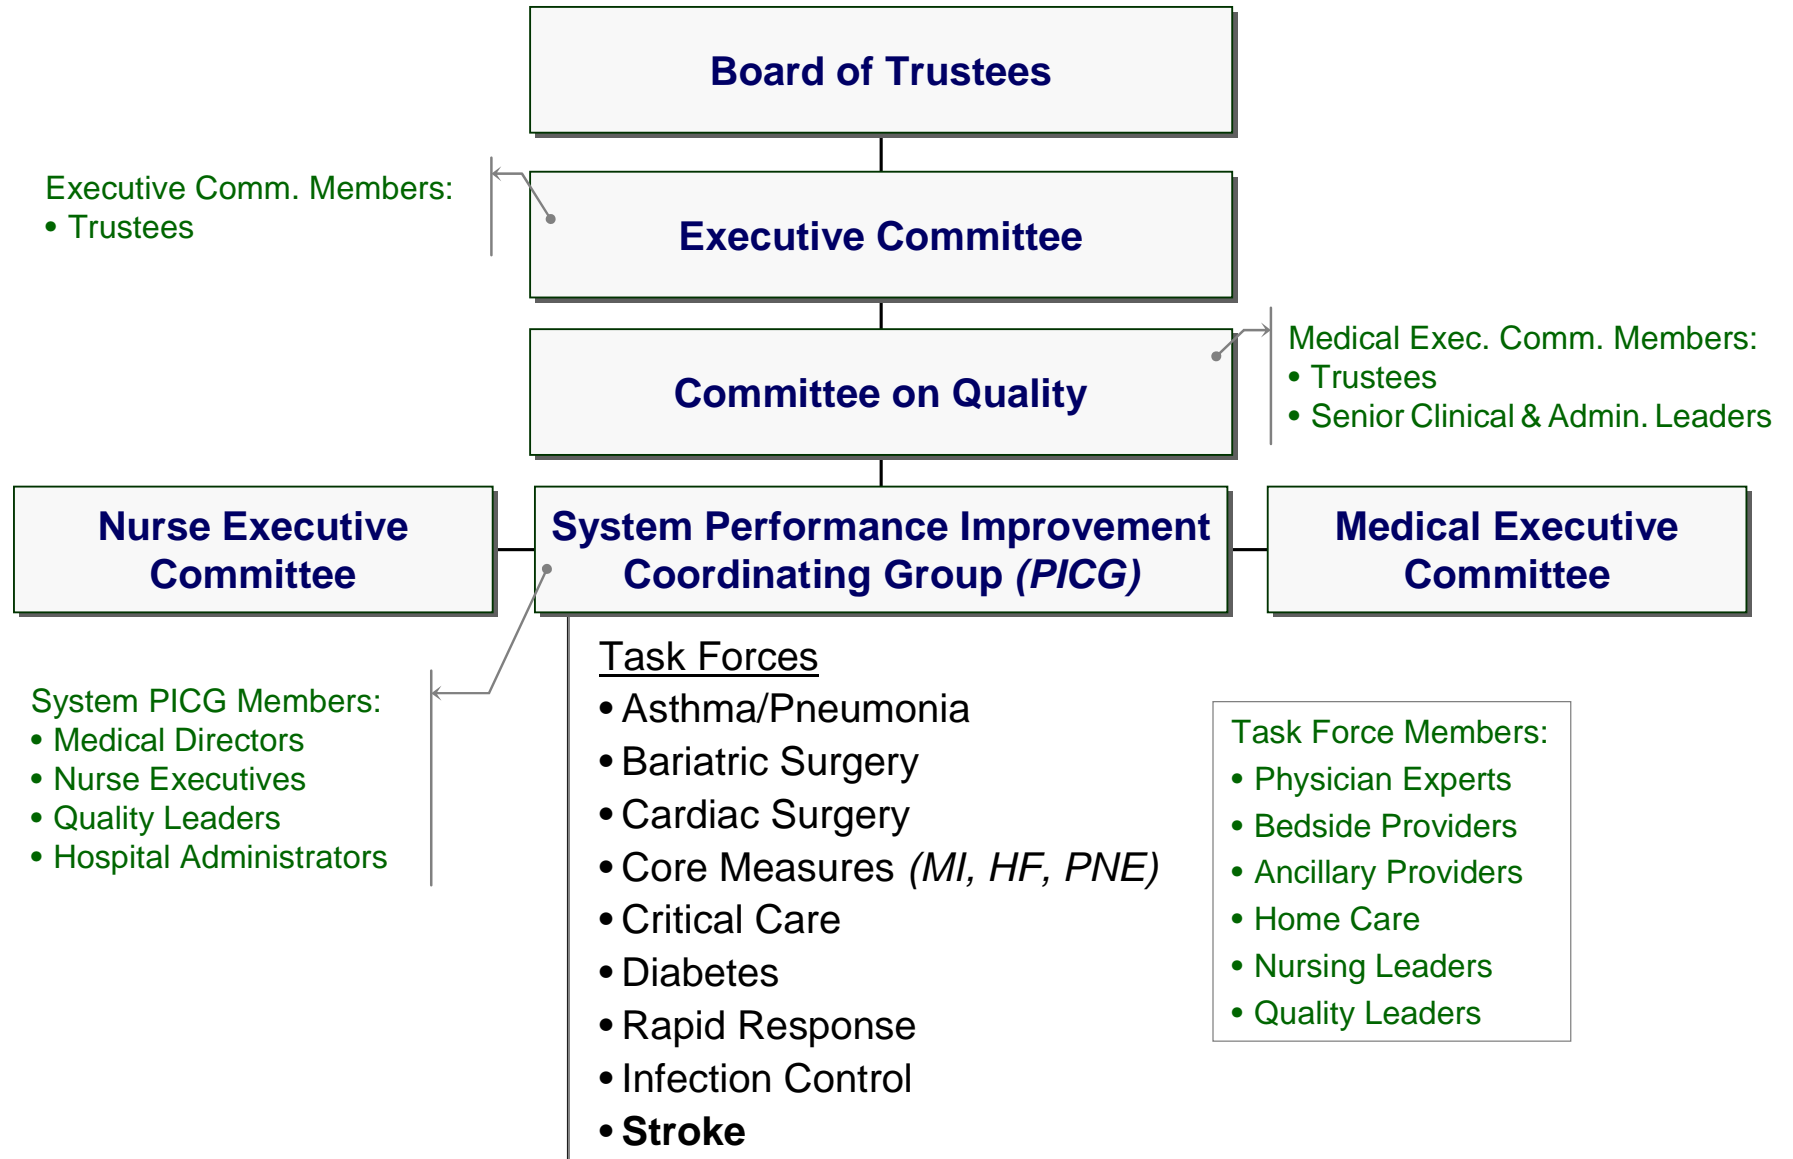 Board of Trustees
Executive Comm. Members:
• Trustees
Executive Committee
Committee on Quality
Medical Exec. Comm. Members:
• Trustees
• Senior Clinical & Admin. Leaders
Nurse Executive
Committee
System Performance Improvement
Coordinating Group (PICG)
Medical Executive
Committee
System PICG Members:
• Medical Directors
• Nurse Executives
• Quality Leaders
• Hospital Administrators
Task Forces
• Asthma/Pneumonia
• Bariatric Surgery
• Cardiac Surgery
• Core Measures (MI, HF, PNE)
• Critical Care
• Diabetes
• Rapid Response
• Infection Control
• Stroke
Task Force Members:
• Physician Experts
• Bedside Providers
• Ancillary Providers
• Home Care
• Nursing Leaders
• Quality Leaders